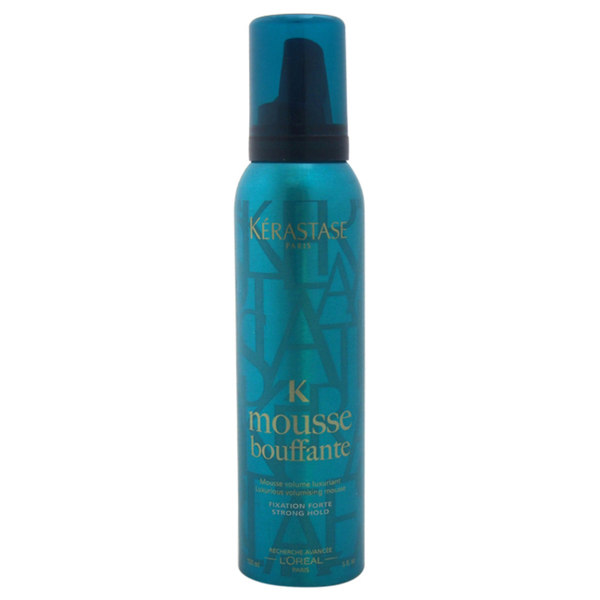 KÉRASTASE
PARIS
K
mousse
bouffante
Mousse volume luxuriant
Luxurious volumising mousse
FIXATION FORTE
STRONG HOLD
RECHERCHE AVANCÉE
L'ORÉAL
PARIS